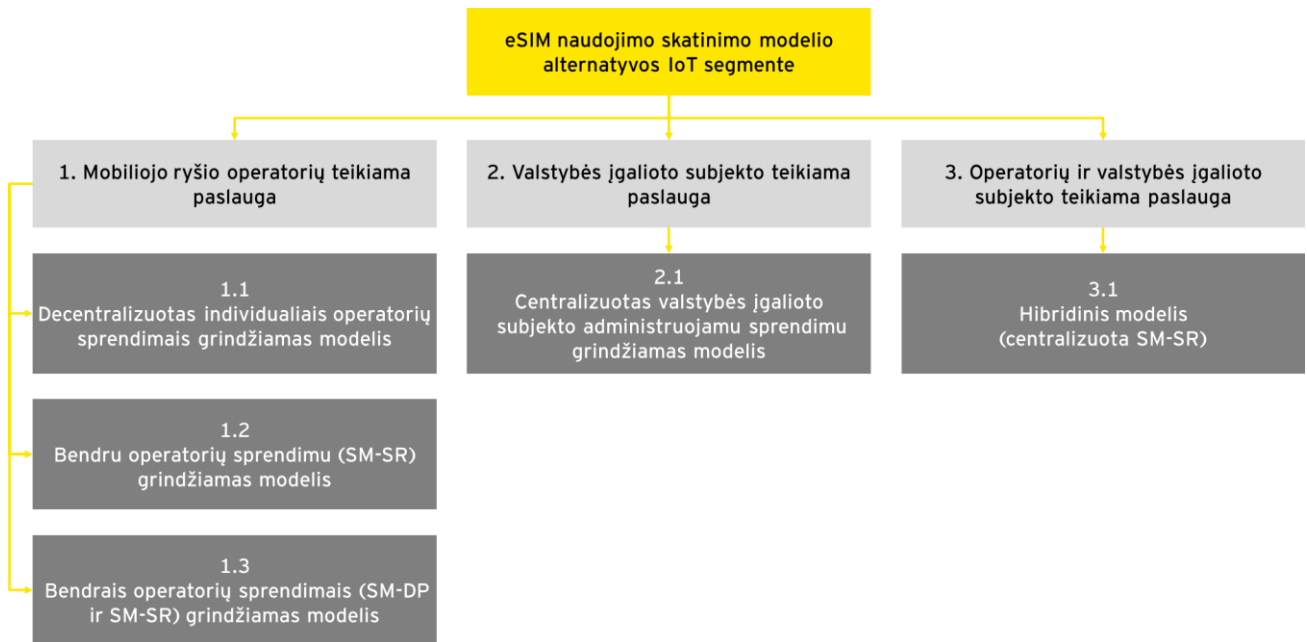 eSIM naudojimo skatinimo modelio
alternatyvos IoT segmente
1. Mobiliojo ryšio operatorių teikiama
paslauga
2. Valstybės įgalioto subjekto teikiama
paslauga
3. Operatorių ir valstybės įgalioto
subjekto teikiama paslauga
1.1
Decentralizuotas individualiais operatorių
sprendimais grindžiamas modelis
2.1
Centralizuotas valstybės įgalioto
subjekto administruojamu sprendimu
grindžiamas modelis
3.1
Hibridinis modelis
(centralizuota SM-SR)
1.2
Bendru operatorių sprendimu (SM-SR)
grindžiamas modelis
1.3
Bendrais operatorių sprendimais (SM-DP
ir SM-SR) grindžiamas modelis